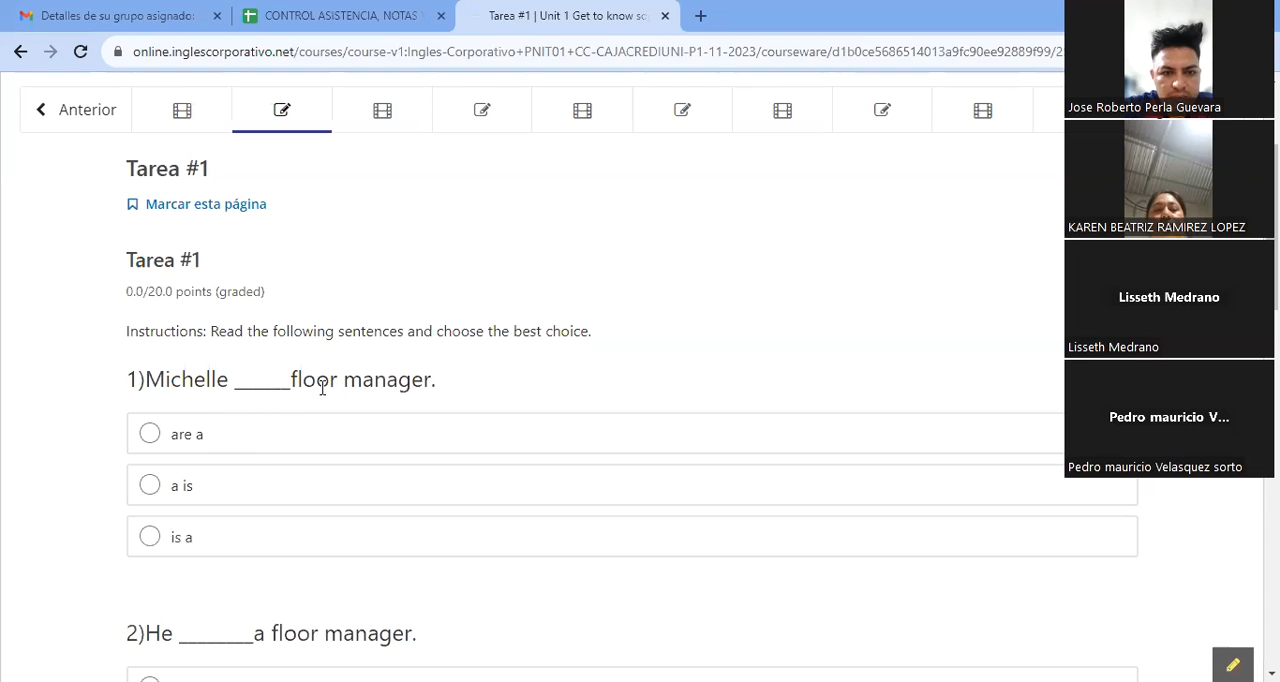 Detalles de su grupo asignado:
CONTROL ASISTENCIA, NOTAS
Tarea #1 | Unit 1 Get to know so
online.inglescorporativo.net/courses/course-v1:Ingles-Corporativo+PNIT01+CC-CAJACREDIUNI-P1-11-2023/courseware/d1b0ce5686514013a9fc90ee92889f99/2
Anterior
Tarea #1
Marcar esta página
Tarea #1
0.0/20.0 points (graded)
Instructions: Read the following sentences and choose the best choice.
1)Michelle ______floor manager.
are a
a is
is a
2)He ________a floor manager.
Jose Roberto Perla Guevara
KAREN BEATRIZ RAMIREZ LOPEZ
Lisseth Medrano
Lisseth Medrano
Pedro mauricio V...
Pedro mauricio Velasquez sorto